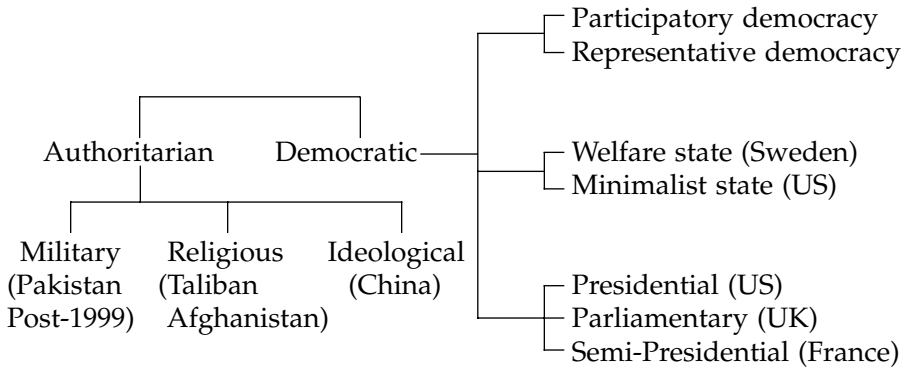 Participatory democracy
Representative democracy
Authoritarian
Democratic
Welfare state (Sweden)
Minimalist state (US)
Military
(Pakistan
Post-1999)
Religious
(Taliban
Afghanistan)
Ideological
(China)
Presidential (US)
Parliamentary (UK)
Semi-Presidential (France)